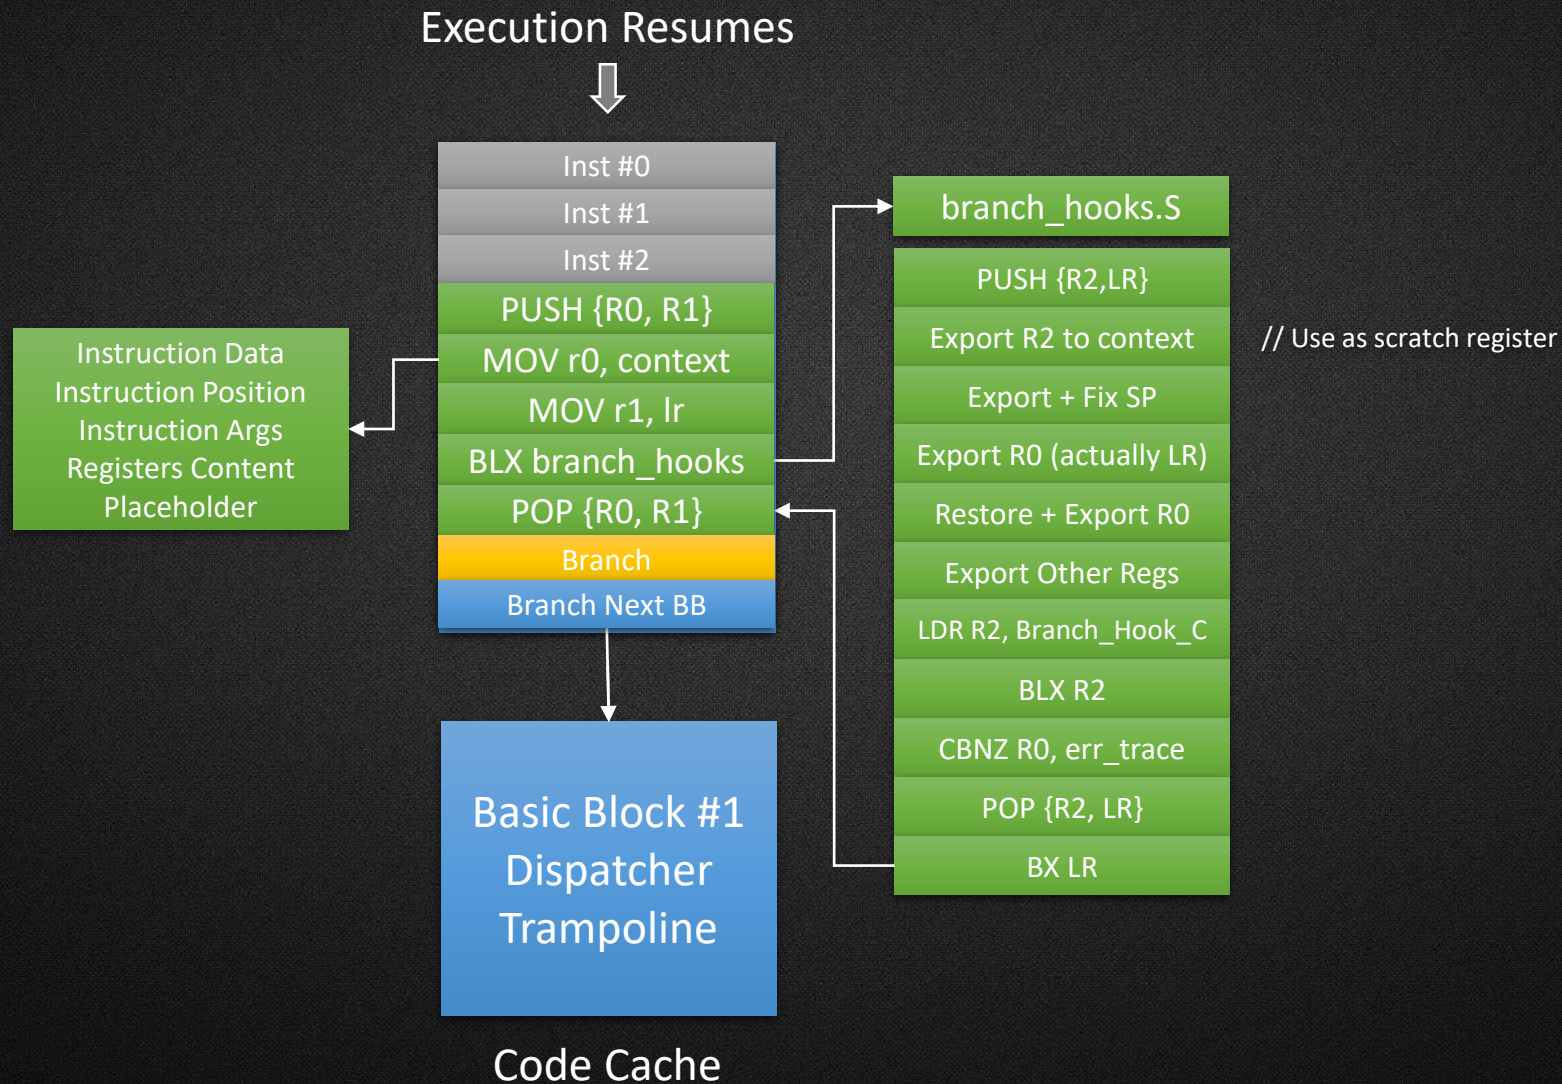 Execution Resumes
Inst #0
Inst #1
Inst #2
PUSH {R0, R1}
MOV r0, context
MOV r1, lr
BLX branch_hooks
POP {R0, R1}
Branch
Branch Next BB
Instruction Data
Instruction Position
Instruction Args
Registers Content
Placeholder
branch_hooks.S
PUSH {R2,LR}
Export R2 to context
// Use as scratch register
Export + Fix SP
Export R0 (actually LR)
Restore + Export R0
Export Other Regs
LDR R2, Branch_Hook_C
BLX R2
CBNZ R0, err_trace
POP {R2, LR}
BX LR
Basic Block #1
Dispatcher
Trampoline
Code Cache